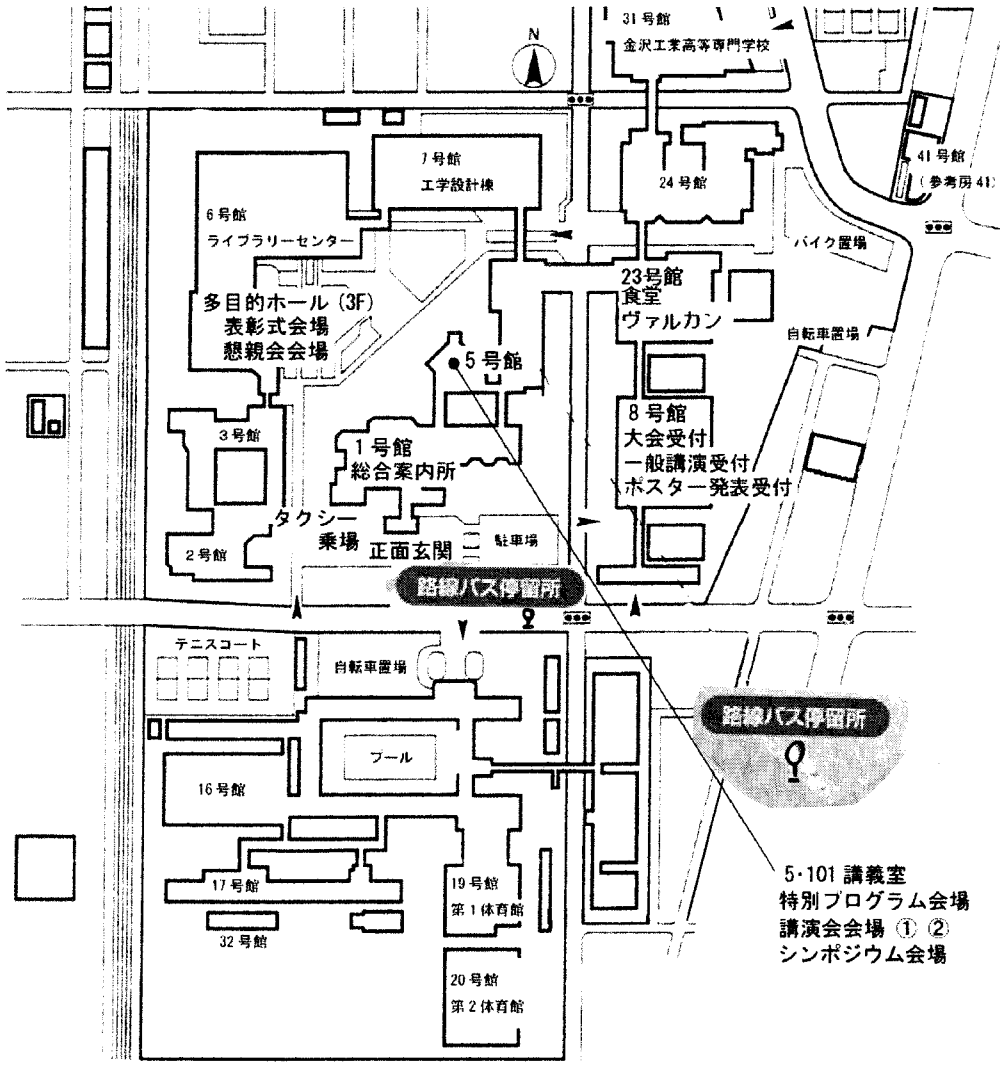 31号館
金沢工業高等専門学校
N
7号館
工学設計棟
24号館
41号館
(参考房41)
6号館
ライブラリーセンター
バイク置場
多目的ホール (3F)
表彰式会場
懇親会会場
23号館
食堂
ヴァルカン
自転車置場
5号館
8号館
大会受付
一般講演受付
ポスター発表受付
3号館
1号館
総合案内所
タクシー
乗場
正面玄関
駐車場
2号館
路線バス停留所
テニスコート
自転車置場
路線バス停留所
プール
16号館
17号館
19号館
第1体育館
32号館
5・101 講義室
特別プログラム会場
講演会会場 ① ②
シンポジウム会場
20号館
第2体育館